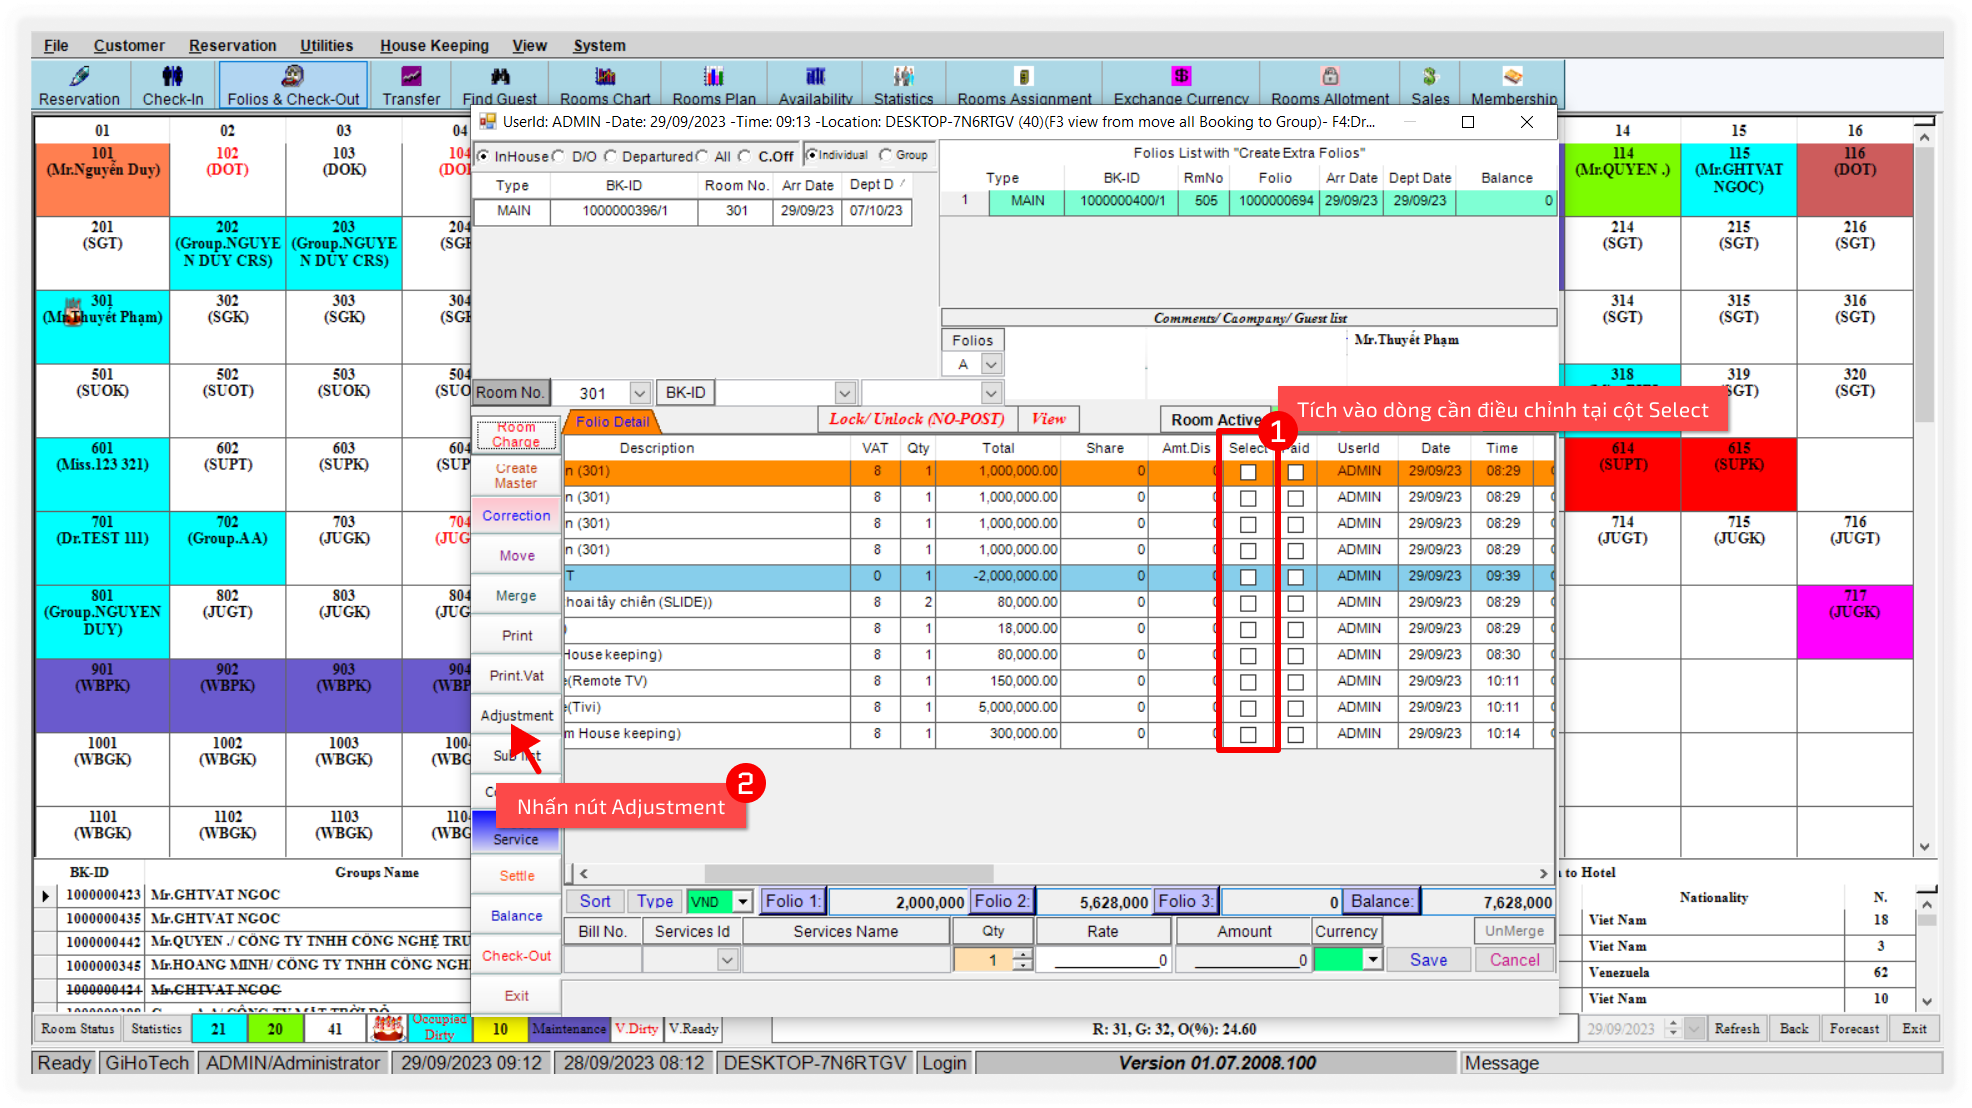 File Customer Reservation Utilities House Keeping View System
Reservation Check-In Folios & Check-Out Transfer Find Guest Rooms Chart Rooms Plan Availability Statistics Rooms Assignment Exchange Currency Rooms Allotment Sales Membership
UserId: ADMIN -Date: 29/09/2023 -Time: 09:13 -Location: DESKTOP-7N6RTGV (40)(F3 view from move all Booking to Group)- F4:Dr...
01 02 03 04 14 15 16
101 102 103 104 114 115 116
(Mr.Nguyễn Duy) (DOT) (DOK) (DOI (Mr.QUYEN .) (Mr.GHTVAT NGOC) (DOT)
201 202 203 204 214 215 216
(SGT) (Group.NGUYEN DUY CRS) (Group.NGUYEN DUY CRS) (SGI (SGT) (SGT) (SGT)
301 302 303 304 314 315 316
(Mr.Thuyết Phạm) (SGK) (SGK) (SGI (SGT) (SGT) (SGT)
501 502 503 504 318 319 320
(SUOK) (SUOT) (SUOK) (SUO SGT) (SGT)
601 602 603 604 614 615
(Miss.123 321) (SUPT) (SUPK) (SUP (SUPT) (SUPK)
701 702 703 704 714 715 716
(Dr.TEST 111) (Group.AA) (JUGK) (JUG (JUGT) (JUGK) (JUGT)
801 802 803 804 717
(Group.NGUYEN DUY) (JUGT) (JUGK) (JUG (JUGK)
901 902 903 904
(WBPK) (WBPK) (WBPK) (WBP
1001 1002 1003 100
(WBGK) (WBGK) (WBGK) (WBG
1101 1102 1103 110
(WBGK) (WBGK) (WBGK) (WBG
InHouse D/O Departured All C.Off Individual Group
Type BK-ID Room No. Arr Date Dept D
MAIN 1000000396/1 301 29/09/23 07/10/23
Folios List with "Create Extra Folios"
Type BK-ID RmNo Folio Arr Date Dept Date Balance
1 MAIN 1000000400/1 505 1000000694 29/09/23 29/09/23 0
Comments/ Caompany/ Guest list
Folios
A
Mr.Thuyết Phạm
Room No. 301 BK-ID
Tích vào dòng cần điều chỉnh tại cột Select
1
Folio Detail Lock/ Unlock (NO-POST) View Room Active
Room Charge
Create Master
Correction
Move
Merge
Print
Print.Vat
Adjustment
Sub list
Service
Settle
Balance
Check-Out
Exit
2
Nhấn nút Adjustment
Description VAT Qty Total Share Amt.Dis Select Paid UserId Date Time
n (301) 8 1 1,000,000.00 0 ADMIN 29/09/23 08:29
n (301) 8 1 1,000,000.00 0 ADMIN 29/09/23 08:29
n (301) 8 1 1,000,000.00 0 ADMIN 29/09/23 08:29
n (301) 8 1 1,000,000.00 0 ADMIN 29/09/23 08:29
T 0 1 -2,000,000.00 0 ADMIN 29/09/23 09:39
hoai tây chiên (SLIDE)) 8 2 80,000.00 0 ADMIN 29/09/23 08:29
) 8 1 18,000.00 0 ADMIN 29/09/23 08:29
House keeping) 8 1 80,000.00 0 ADMIN 29/09/23 08:30
e(Remote TV) 8 1 150,000.00 0 ADMIN 29/09/23 10:11
e(Tivi) 8 1 5,000,000.00 0 ADMIN 29/09/23 10:11
m House keeping) 8 1 300,000.00 0 ADMIN 29/09/23 10:14
Sort Type VND Folio 1: 2,000,000 Folio 2: 5,628,000 Folio 3: 0 Balance: 7,628,000
Bill No. Services Id Services Name Qty Rate Amount Currency UnMerge
1 0 0 Save Cancel
BK-ID Groups Name
1000000423 Mr.GHTVAT NGOC
1000000435 Mr.GHTVAT NGOC
1000000442 Mr.QUYEN ./ CÔNG TY TNHH CÔNG NGHỆ TRU
1000000345 Mr.HOANG MINH/ CÔNG TY TNHH CÔNG NGHI
1000000424 Mr.GHTVAT NGOC
to Hotel
Nationality N.
Viet Nam 18
Viet Nam 3
Venezuela 62
Viet Nam 10
Room Status Statistics 21 20 41 Occupied Dirty 10 Maintenance V.Dirty V.Ready R: 31, G: 32, O(%): 24.60 29/09/2023 Refresh Back Forecast Exit
Ready GiHoTech ADMIN/Administrator 29/09/2023 09:12 28/09/2023 08:12 DESKTOP-7N6RTGV Login Version 01.07.2008.100 Message